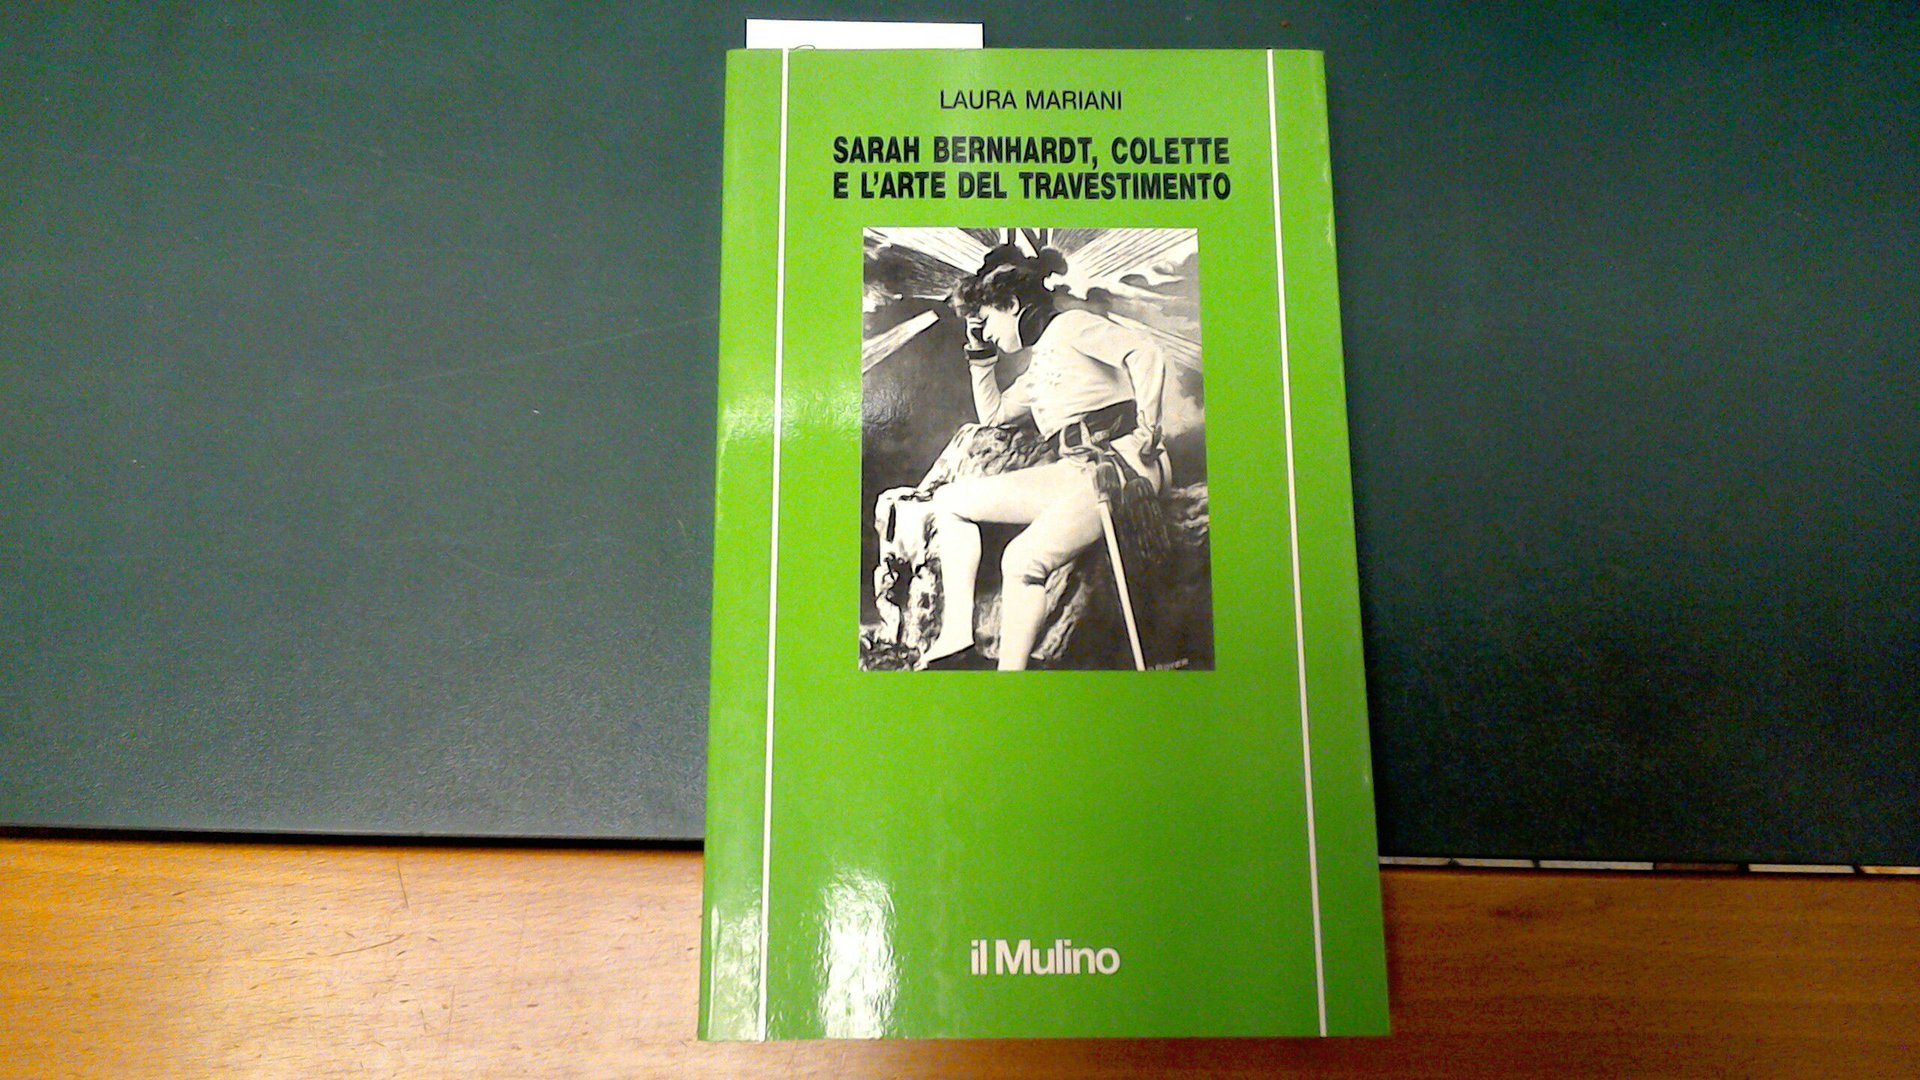 LAURA MARIANI
SARAH BERNHARDT, COLETTE
E L'ARTE DEL TRAVESTIMENTO
il Mulino